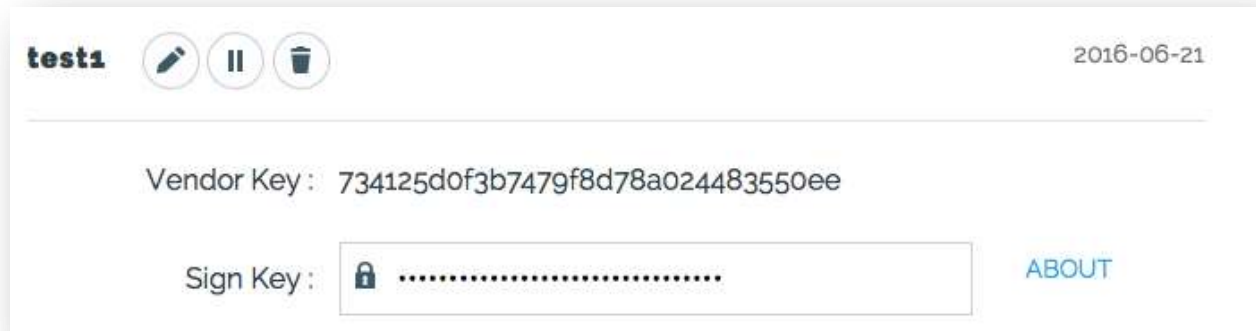 test1 2016-06-21
Vendor Key : 734125d0f3b7479f8d78a024483550ee
Sign Key : •••••••••••••••••••••••••••••••• ABOUT